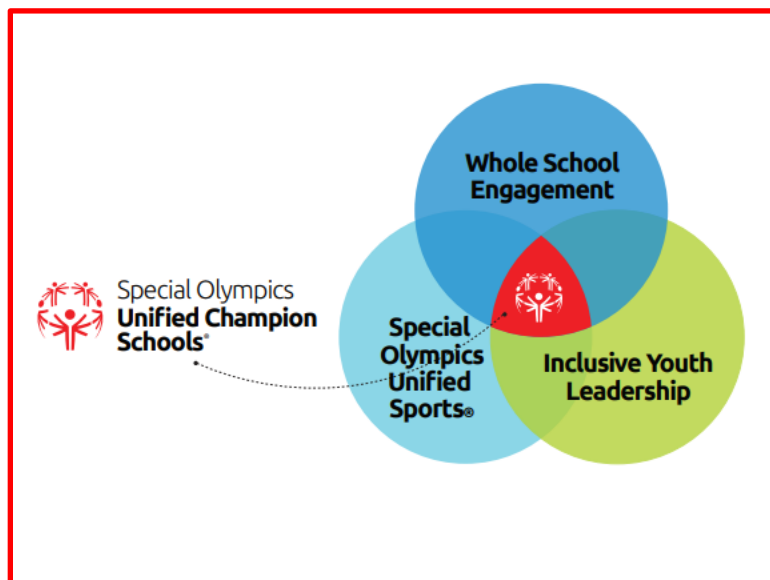 Whole School
Engagement
Special Olympics
Unified Champion
Schools®
Special
Olympics
Unified
Sports®
Inclusive Youth
Leadership